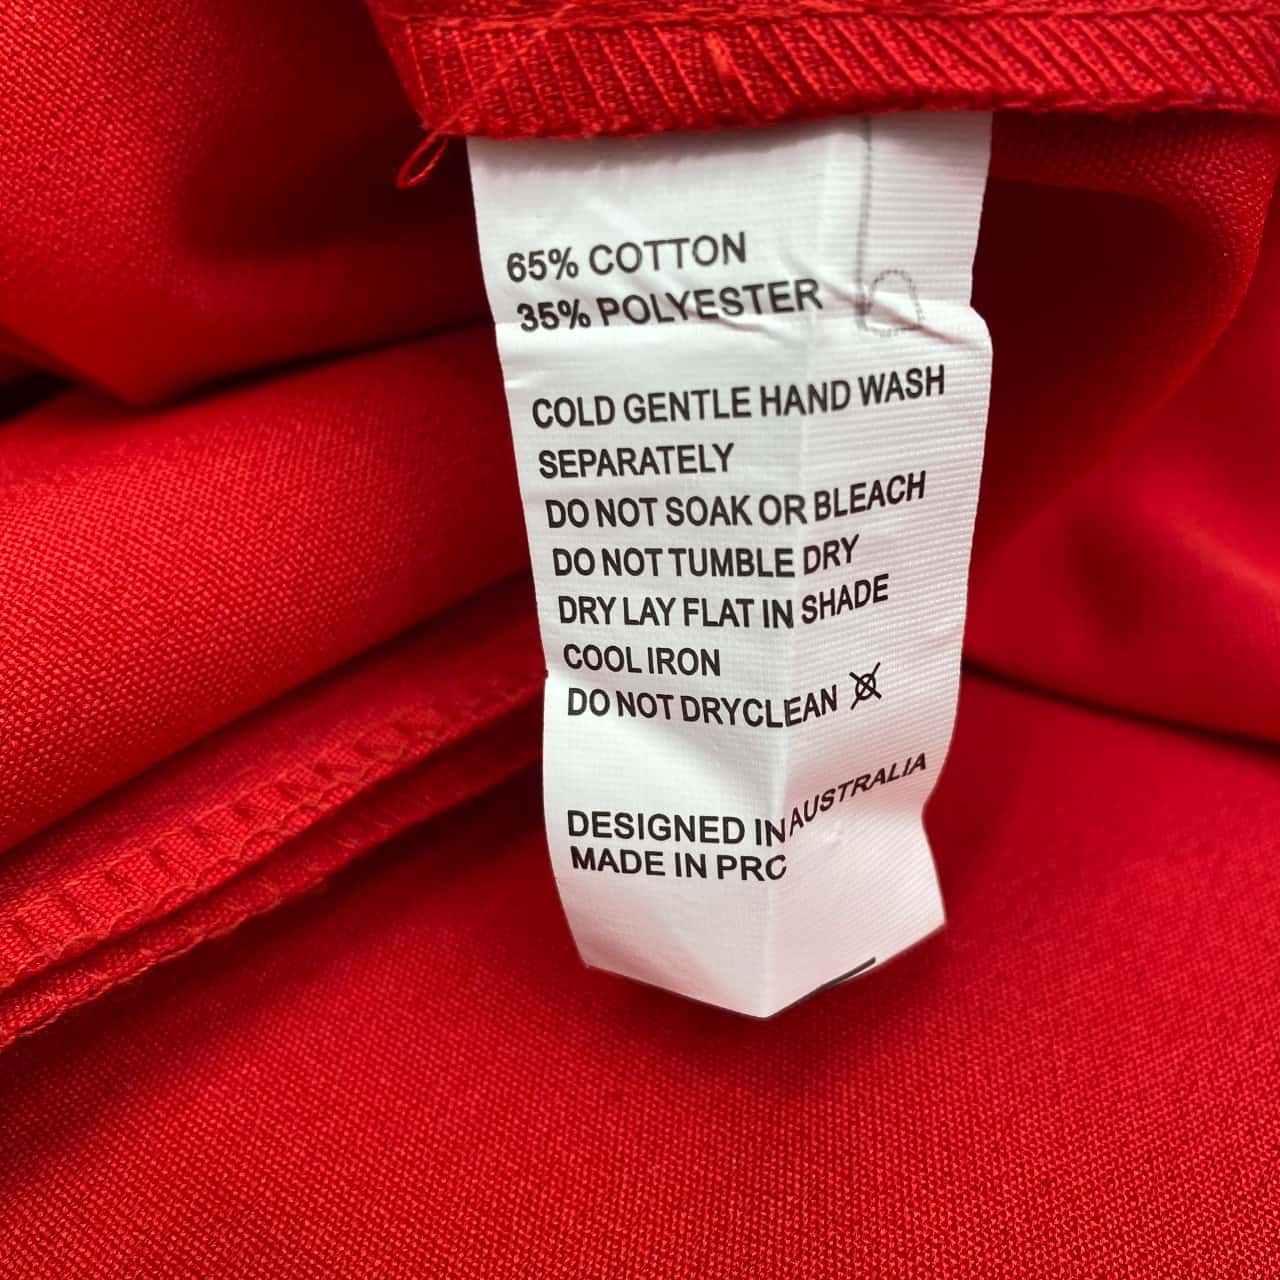 65% COTTON
35% POLYESTER
COLD GENTLE HAND WASH
SEPARATELY
DO NOT SOAK OR BLEACH
DO NOT TUMBLE DRY
DRY LAY FLAT IN SHADE
COOL IRON
DO NOT DRYCLEAN
DESIGNED IN AUSTRALIA
MADE IN PRC